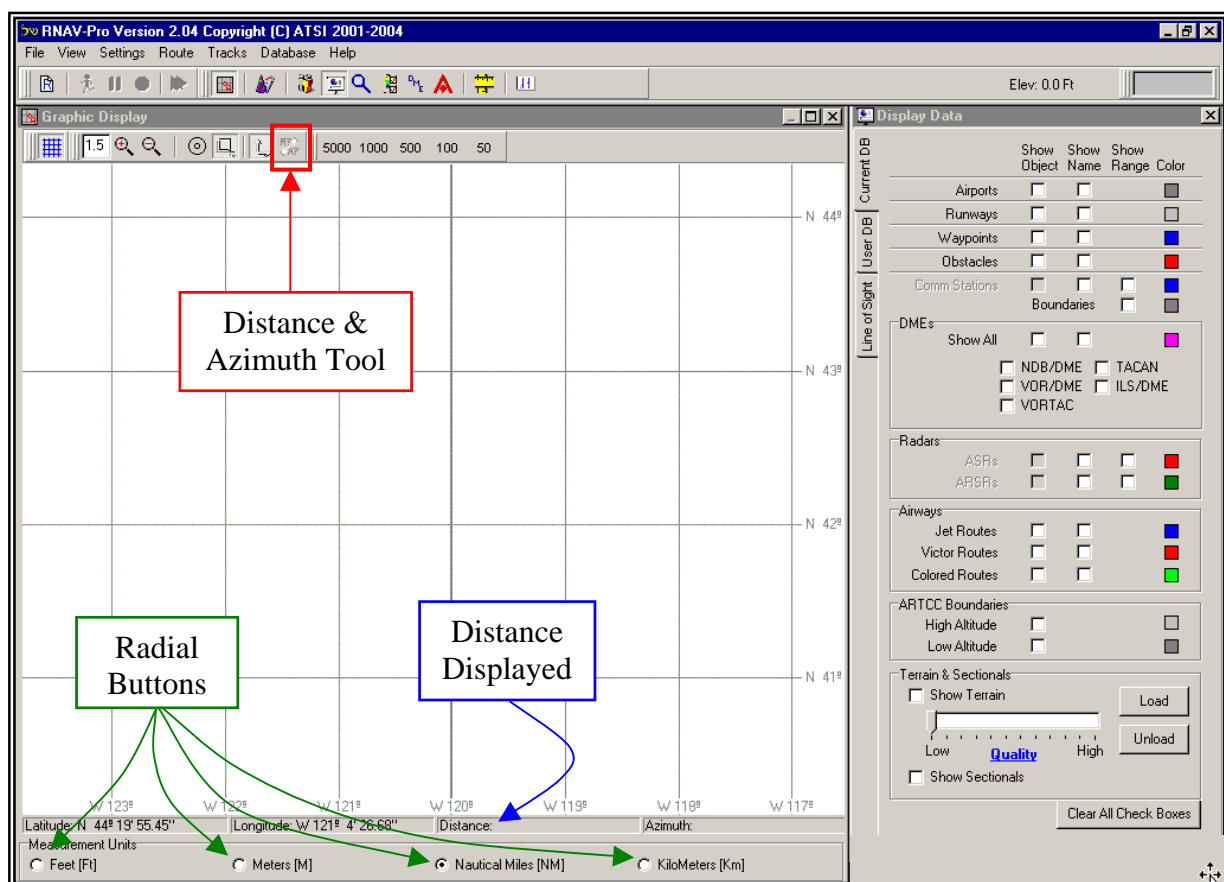 RNAV-Pro Version 2.04 Copyright (C) ATSI 2001-2004
File View Settings Route Tracks Database Help
DME
Elev: 0.0 Ft
Graphic Display
1.5
5000 1000 500 100 50
N 44º
Distance &
Azimuth Tool
N 43º
N 42º
Radial
Buttons
Distance
Displayed
N 41º
W 123º W 122º W 121º W 120º W 119º W 118º W 117º
Latitude: N 44º 19' 55.45'' Longitude: W 121º 4' 26.68'' Distance: Azimuth:
Measurement Units
Feet [Ft] Meters [M] Nautical Miles [NM] KiloMeters [Km]
Display Data
Current DB
User DB
Line of Sight
Show Show Show
Object Name Range Color
Airports
Runways
Waypoints
Obstacles
Comm Stations
Boundaries
DMEs
Show All
NDB/DME TACAN
VOR/DME ILS/DME
VORTAC
Radars
ASRs
ARSRs
Airways
Jet Routes
Victor Routes
Colored Routes
ARTCC Boundaries
High Altitude
Low Altitude
Terrain & Sectionals
Show Terrain
Load
Low Quality High
Unload
Show Sectionals
Clear All Check Boxes